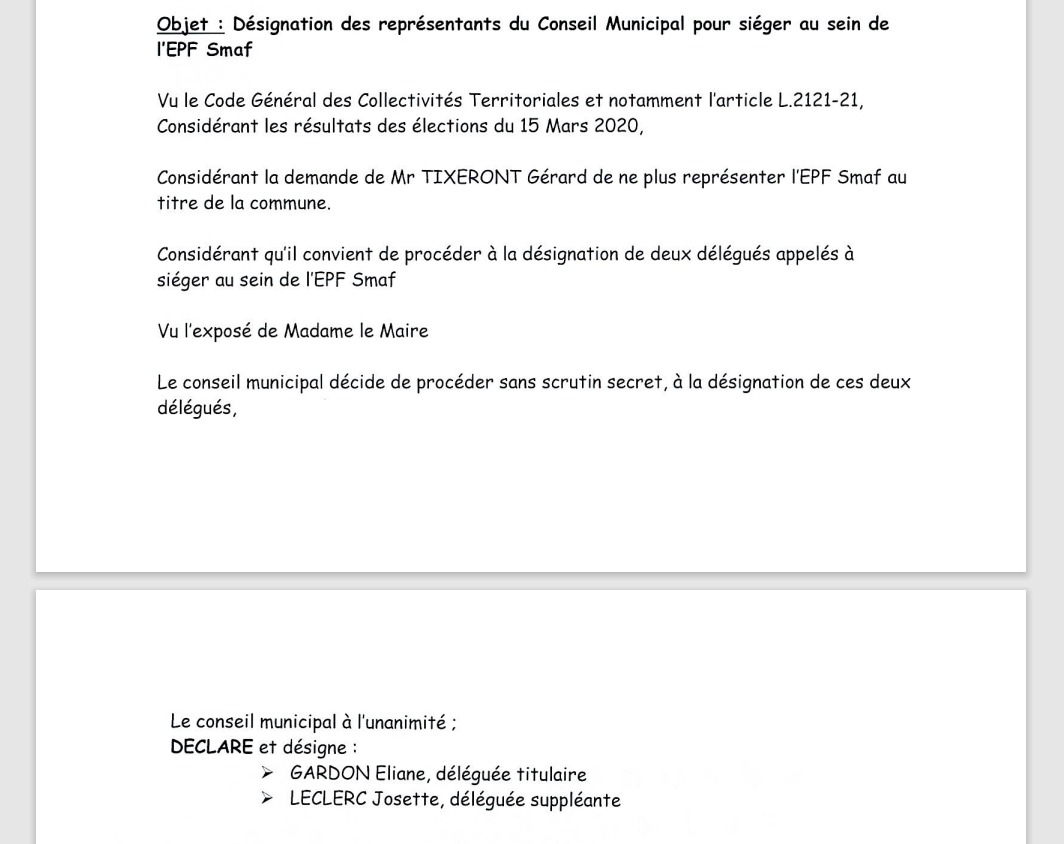 Objet : Désignation des représentants du Conseil Municipal pour siéger au sein de
l'EPF Smaf
Vu le Code Général des Collectivités Territoriales et notamment l'article L.2121-21,
Considérant les résultats des élections du 15 Mars 2020,
Considérant la demande de Mr TIXERONT Gérard de ne plus représenter l'EPF Smaf au
titre de la commune.
Considérant qu'il convient de procéder à la désignation de deux délégués appelés à
siéger au sein de l'EPF Smaf
Vu l'exposé de Madame le Maire
Le conseil municipal décide de procéder sans scrutin secret, à la désignation de ces deux
délégués,
Le conseil municipal à l'unanimité ;
DECLARE et désigne :
➢ GARDON Eliane, déléguée titulaire
➢ LECLERC Josette, déléguée suppléante